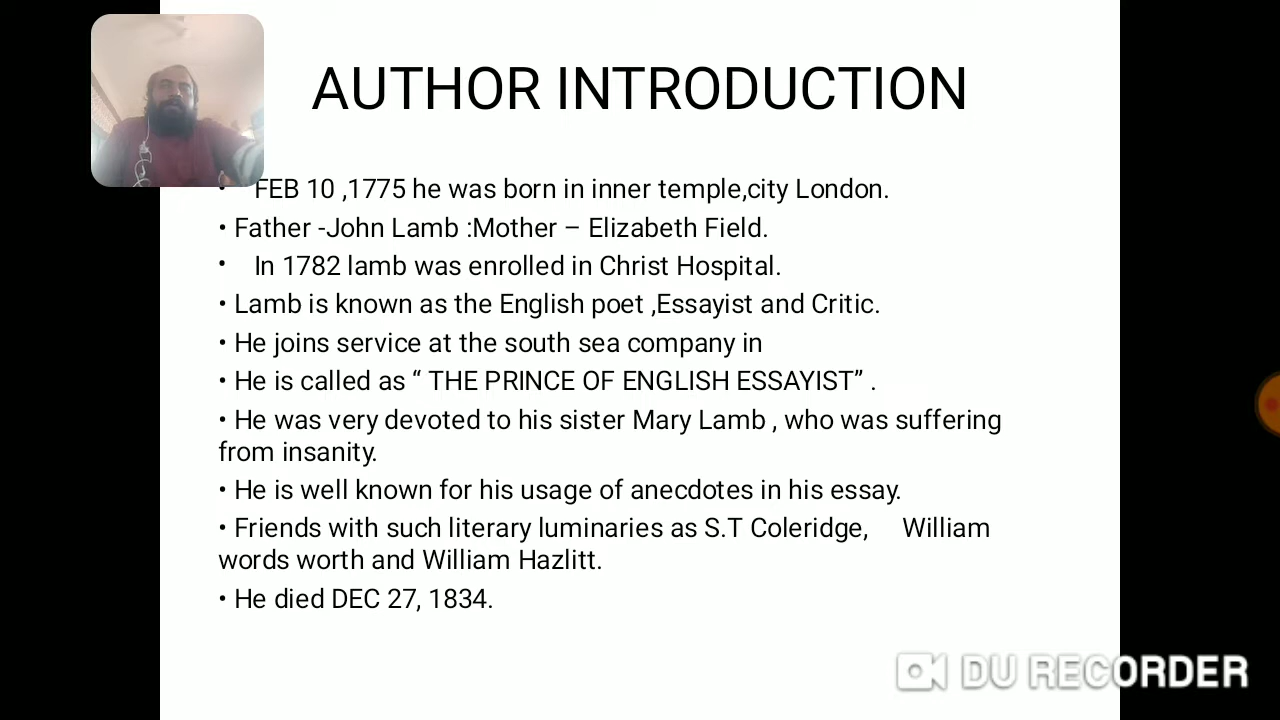 AUTHOR INTRODUCTION
• FEB 10 ,1775 he was born in inner temple,city London.
• Father -John Lamb :Mother – Elizabeth Field.
• In 1782 lamb was enrolled in Christ Hospital.
• Lamb is known as the English poet ,Essayist and Critic.
• He joins service at the south sea company in
• He is called as “ THE PRINCE OF ENGLISH ESSAYIST” .
• He was very devoted to his sister Mary Lamb , who was suffering
from insanity.
• He is well known for his usage of anecdotes in his essay.
• Friends with such literary luminaries as S.T Coleridge, William
words worth and William Hazlitt.
• He died DEC 27, 1834.
DU RECORDER